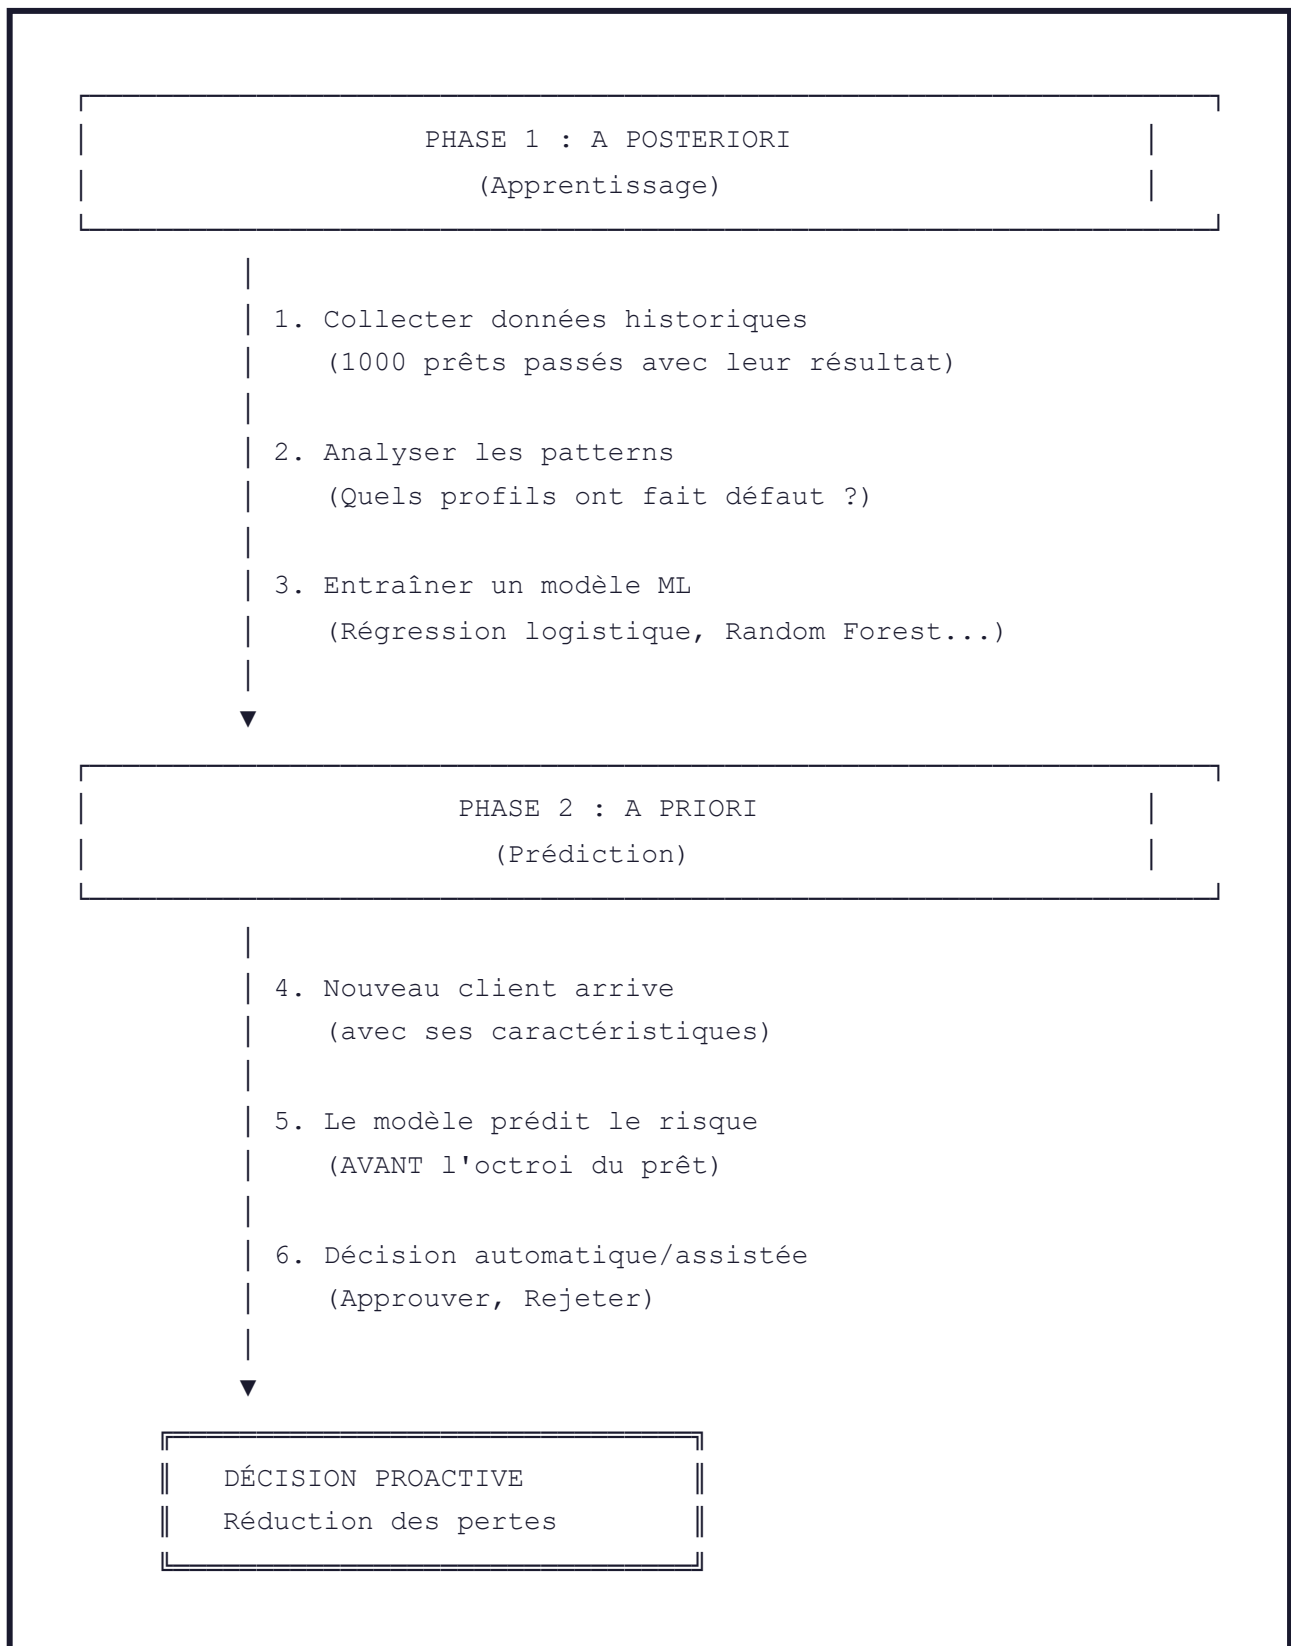 PHASE 1 : A POSTERIORI
(Apprentissage)
1. Collecter données historiques
(1000 prêts passés avec leur résultat)
2. Analyser les patterns
(Quels profils ont fait défaut ?)
3. Entraîner un modèle ML
(Régression logistique, Random Forest...)
PHASE 2 : A PRIORI
(Prédiction)
4. Nouveau client arrive
(avec ses caractéristiques)
5. Le modèle prédit le risque
(AVANT l'octroi du prêt)
6. Décision automatique/assistée
(Approuver, Rejeter)
DÉCISION PROACTIVE
Réduction des pertes